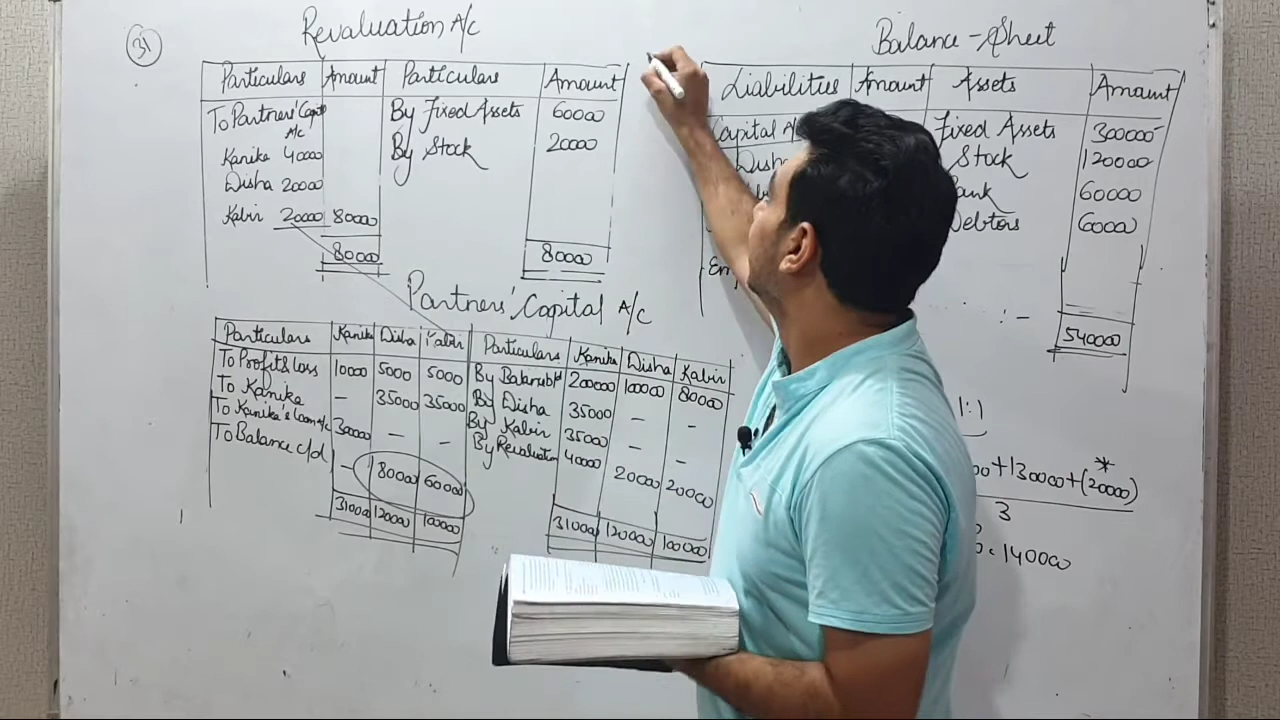 31
Revaluation A/c
Particulars Amount Particulars Amount
To Partners' Capital A/c By Fixed Assets 60000
Kanika 40000 By Stock 20000
Disha 20000
Kabir 20000 80000
80000 80000
Partners' Capital A/c
Particulars Kanika Disha Kabir Particulars Kanika Disha Kabir
To Profit & Loss 10000 5000 5000 By Balance b/d 200000 100000 80000
To Kanika - 35000 35000 By Disha 35000 - -
To Kanika's Loan A/c 300000 - - By Kabir 35000 - -
To Balance c/d - 80000 60000 By Revaluation 40000 20000 20000
310000 120000 100000 310000 120000 100000
Balance - Sheet
Liabilities Amount Assets Amount
Capital A/ Fixed Assets 300000
Disha Stock 120000
ank 60000
Debtors 60000
Em
:-
540000
1:1
00 + 130000 + (20000)*
3
= 140000